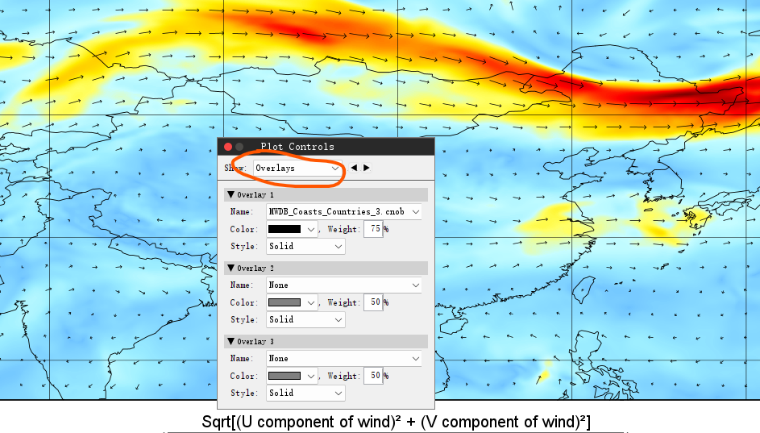 Plot Controls
Show: Overlays
Overlay 1
Name: MWDB_Coasts_Countries_3.cnob
Color: , Weight: 75 %
Style: Solid
Overlay 2
Name: None
Color: , Weight: 50 %
Style: Solid
Overlay 3
Name: None
Color: , Weight: 50 %
Style: Solid
Sqrt[(U component of wind)² + (V component of wind)²]